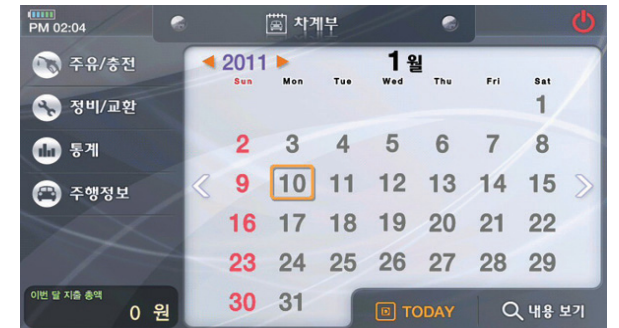 PM 02:04
차계부
주유/충전
정비/교환
통계
주행정보
이번 달 지출 총액
0 원
2011 1월
Sun Mon Tue Wed Thu Fri Sat
1
2 3 4 5 6 7 8
9 10 11 12 13 14 15
16 17 18 19 20 21 22
23 24 25 26 27 28 29
30 31
TODAY 내용 보기